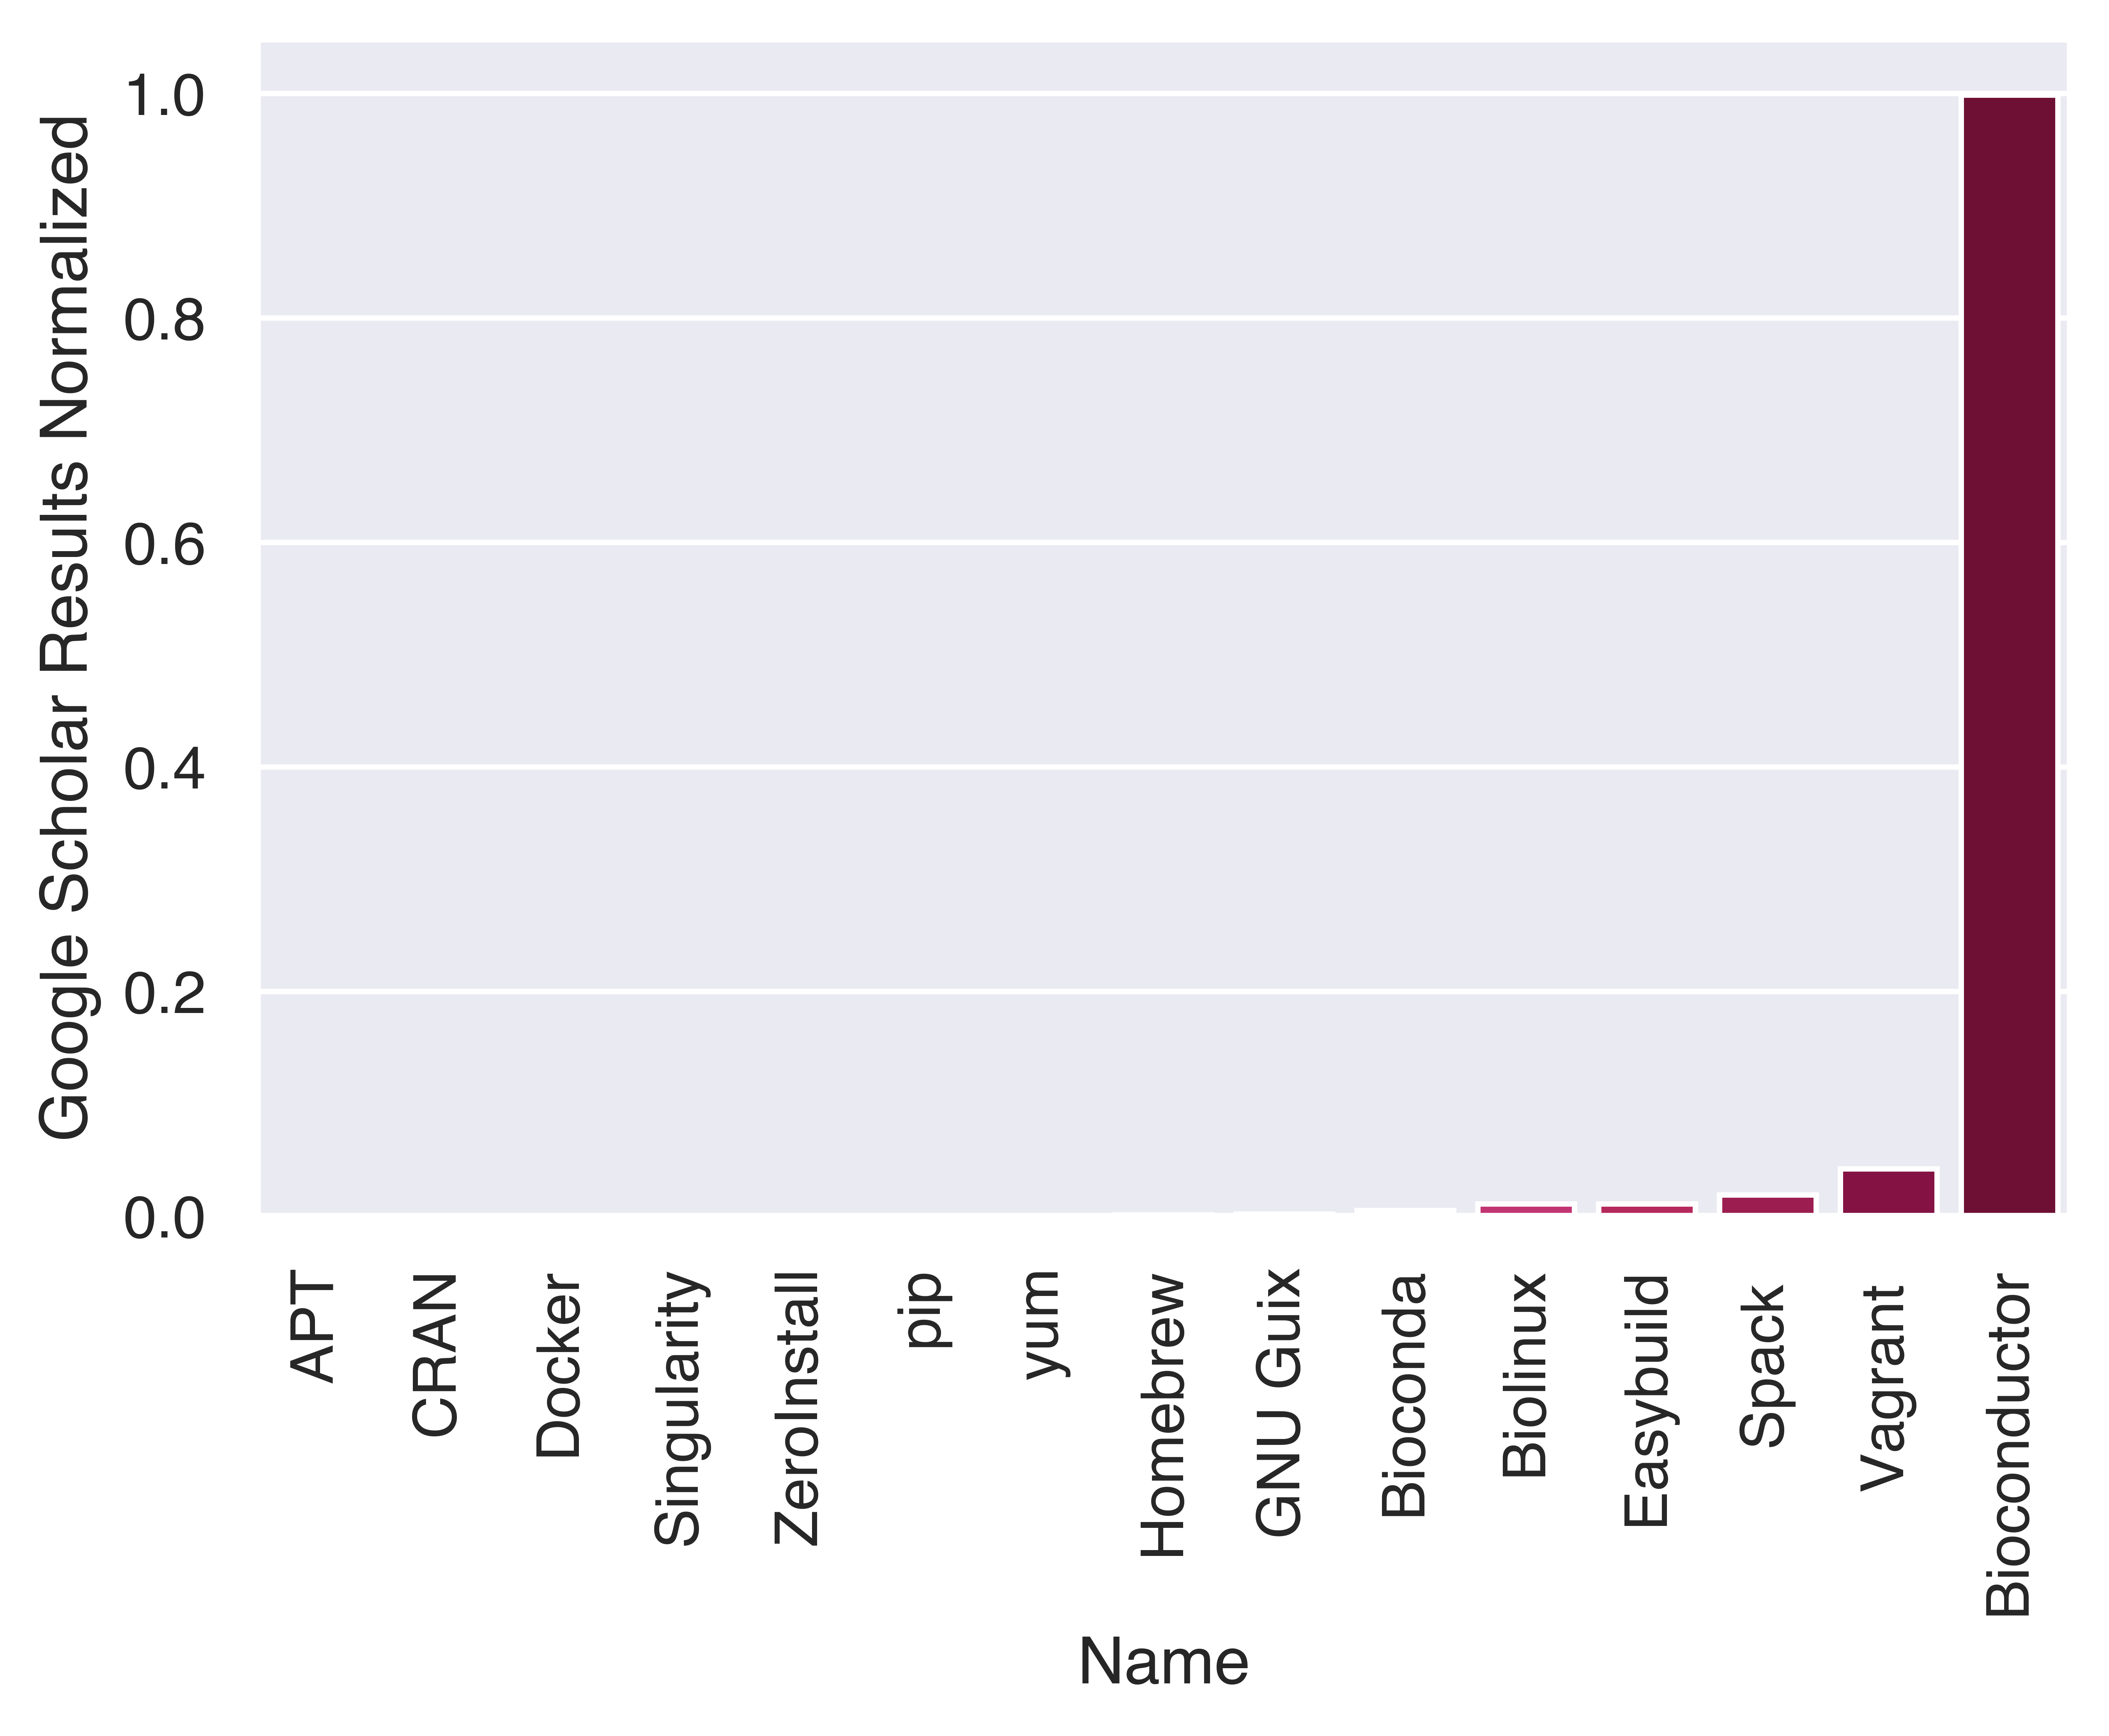 Google Scholar Results Normalized
1.0
0.8
0.6
0.4
0.2
0.0
APT
CRAN
Docker
Singularity
ZeroInstall
pip
yum
Homebrew
GNU Guix
Bioconda
Biolinux
Easybuild
Spack
Vagrant
Bioconductor
Name